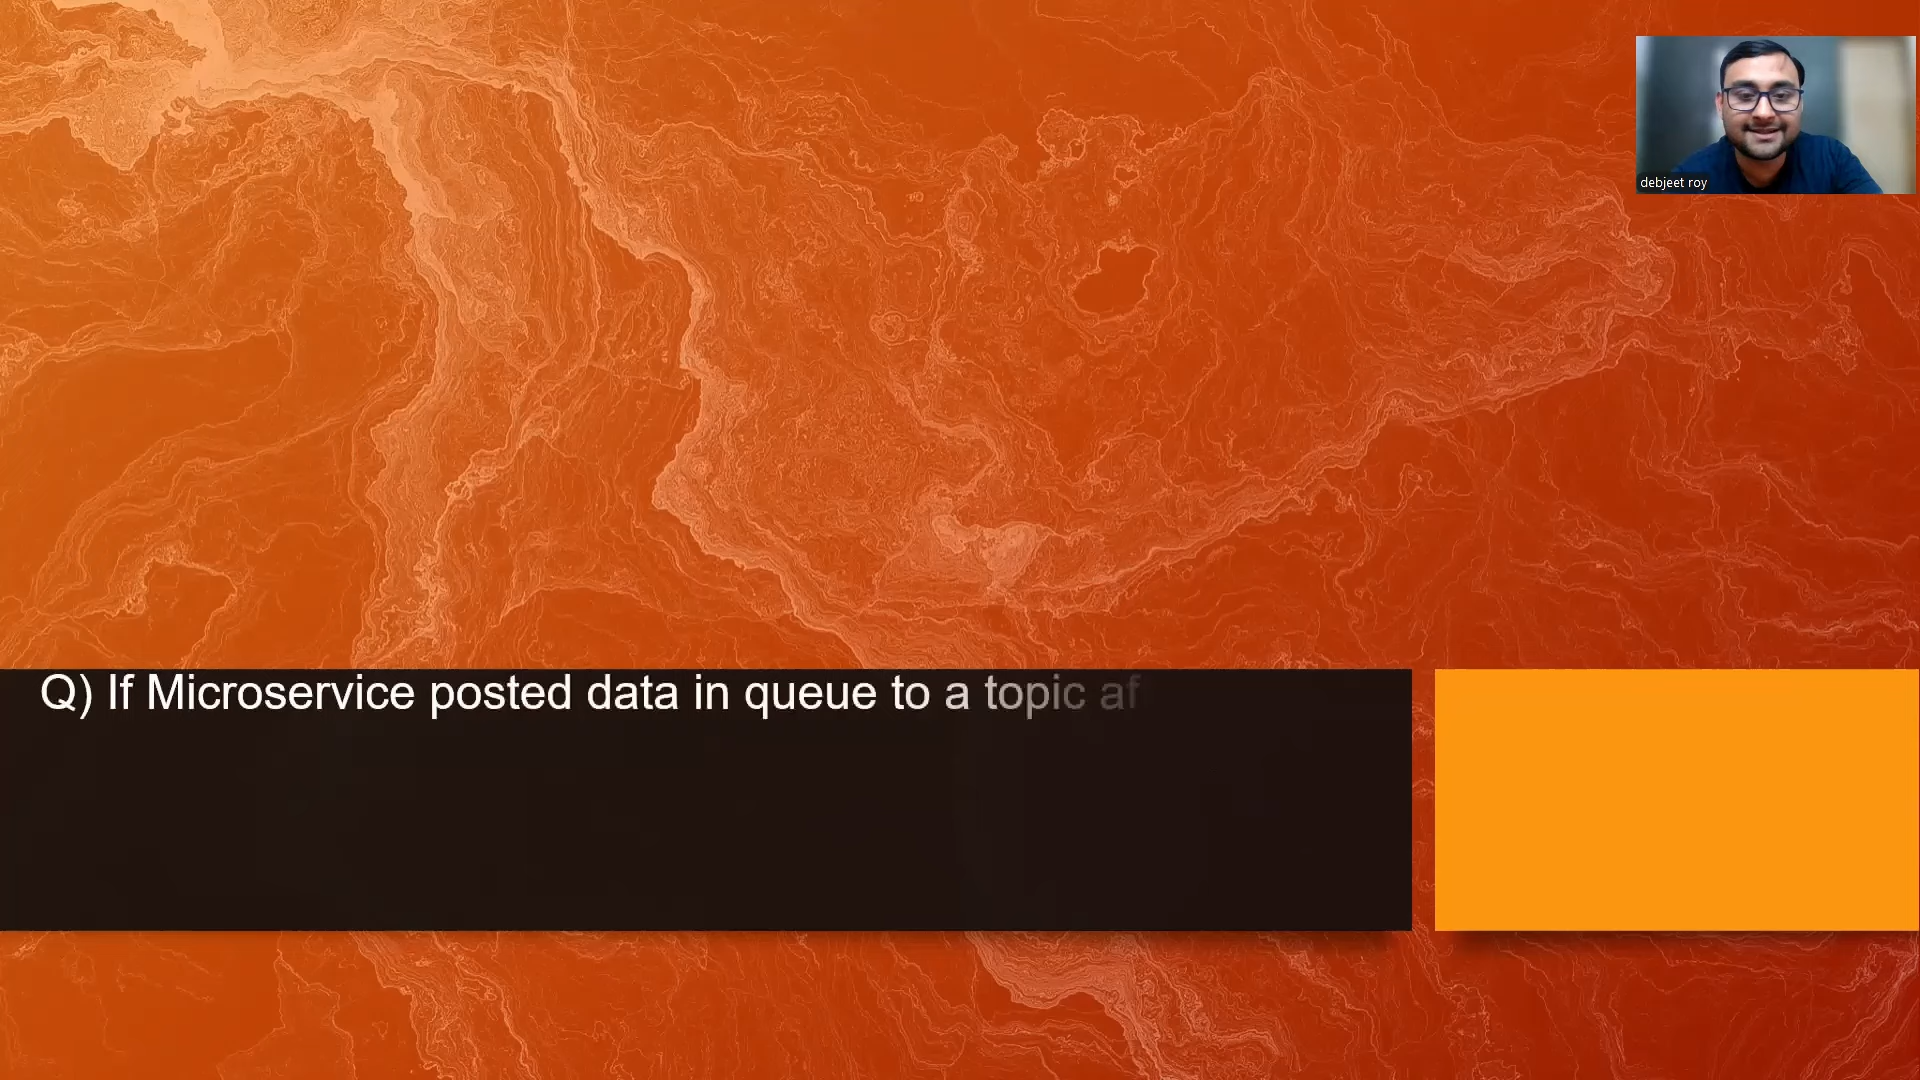 debjeet roy
Q) If Microservice posted data in queue to a topic af